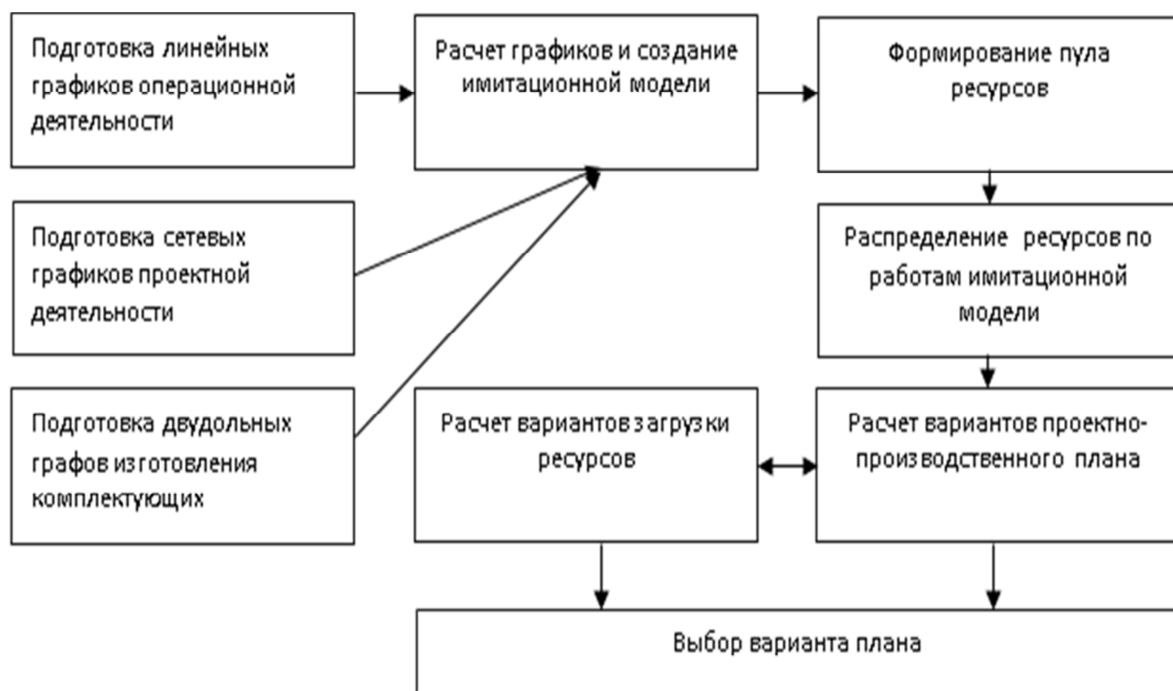 Подготовка линейных
графиков операционной
деятельности
Расчет графиков и создание
имитационной модели
Формирование пула
ресурсов
Подготовка сетевых
графиков проектной
деятельности
Распределение ресурсов по
работам имитационной
модели
Подготовка двудольных
графов изготовления
комплектующих
Расчет вариантов загрузки
ресурсов
Расчет вариантов проектно-
производственного плана
Выбор варианта плана